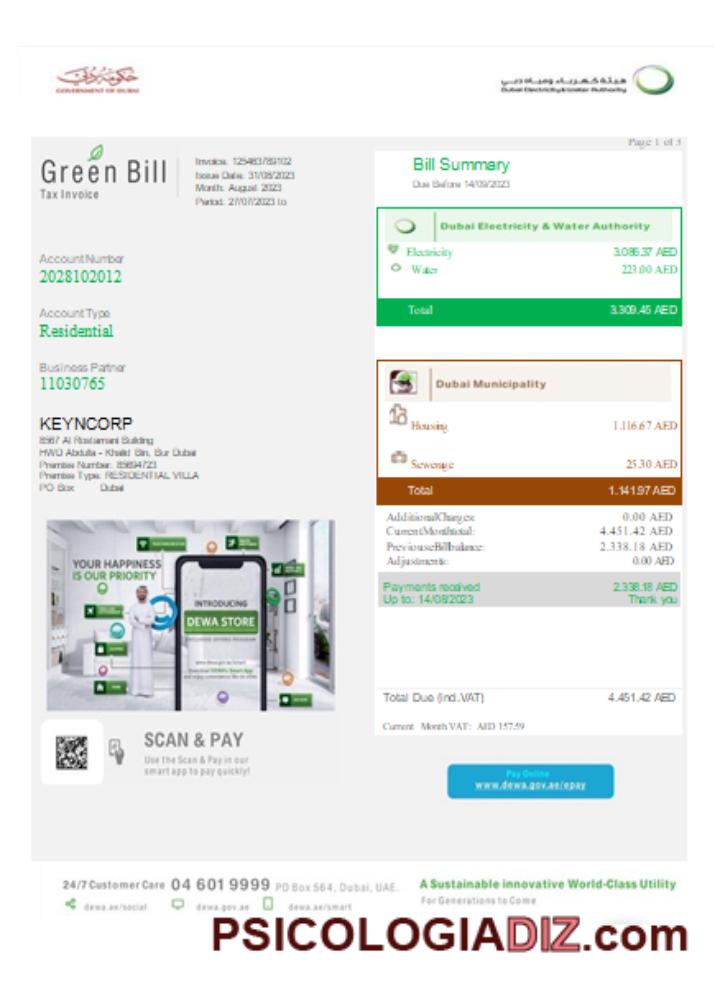 حكومة دبي
GOVERNMENT OF DUBAI
هيئة كهرباء ومياه دبي
Dubai Electricity & Water Authority
Page 1 of 3
Green Bill
Tax Invoice
Invoice: 125463789102
Issue Date: 31/08/2023
Month: August 2023
Period: 27/07/2023 to
Bill Summary
Due Before 14/09/2023
Dubai Electricity & Water Authority
Electricity 3.086.37 AED
Water 223.00 AED
Total 3.309.45 AED
Account Number
2028102012
Account Type
Residential
Business Partner
11030765
KEYNCORP
8567 Al Rostamani Building
HWO Abdulla - Khalid Bin, Bur Dubai
Premise Number: 85694723
Premise Type: RESIDENTIAL VILLA
PO Box Dubai
Dubai Municipality
Housing 1.116.67 AED
Sewerage 25.30 AED
Total 1.141.97 AED
AdditionalCharges: 0.00 AED
CurrentMonthtotal: 4.451.42 AED
PreviouseBillbalance: 2.338.18 AED
Adjustments: 0.00 AED
Payments received 2.338.18 AED
Up to: 14/08/2023 Thank you
Total Due (ind.VAT) 4.451.42 AED
Current Month VAT: AED 157.59
YOUR HAPPINESS
IS OUR PRIORITY
INTRODUCING
DEWA STORE
SCAN & PAY
Use the Scan & Pay in our
smart app to pay quickly!
Pay Online
www.dewa.gov.ae/epay
24/7 Customer Care 04 601 9999 PO Box 564, Dubai, UAE.
A Sustainable innovative World-Class Utility
For Generations to Come
dewa.ae/social dewa.gov.ae dewa.ae/smart
PSICOLOGIADIZ.com